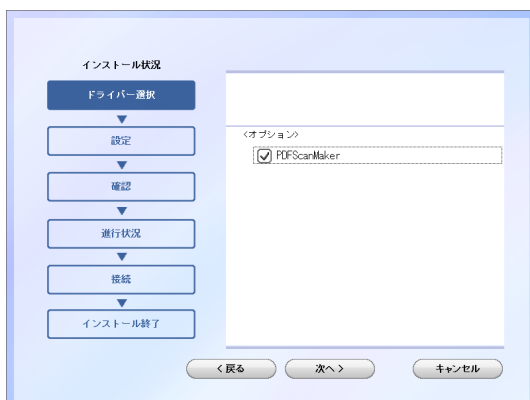 インストール状況
ドライバー選択
▼
設定
▼
確認
▼
進行状況
▼
接続
▼
インストール終了
<オプション>
PDFScanMaker
< 戻る
次へ >
キャンセル